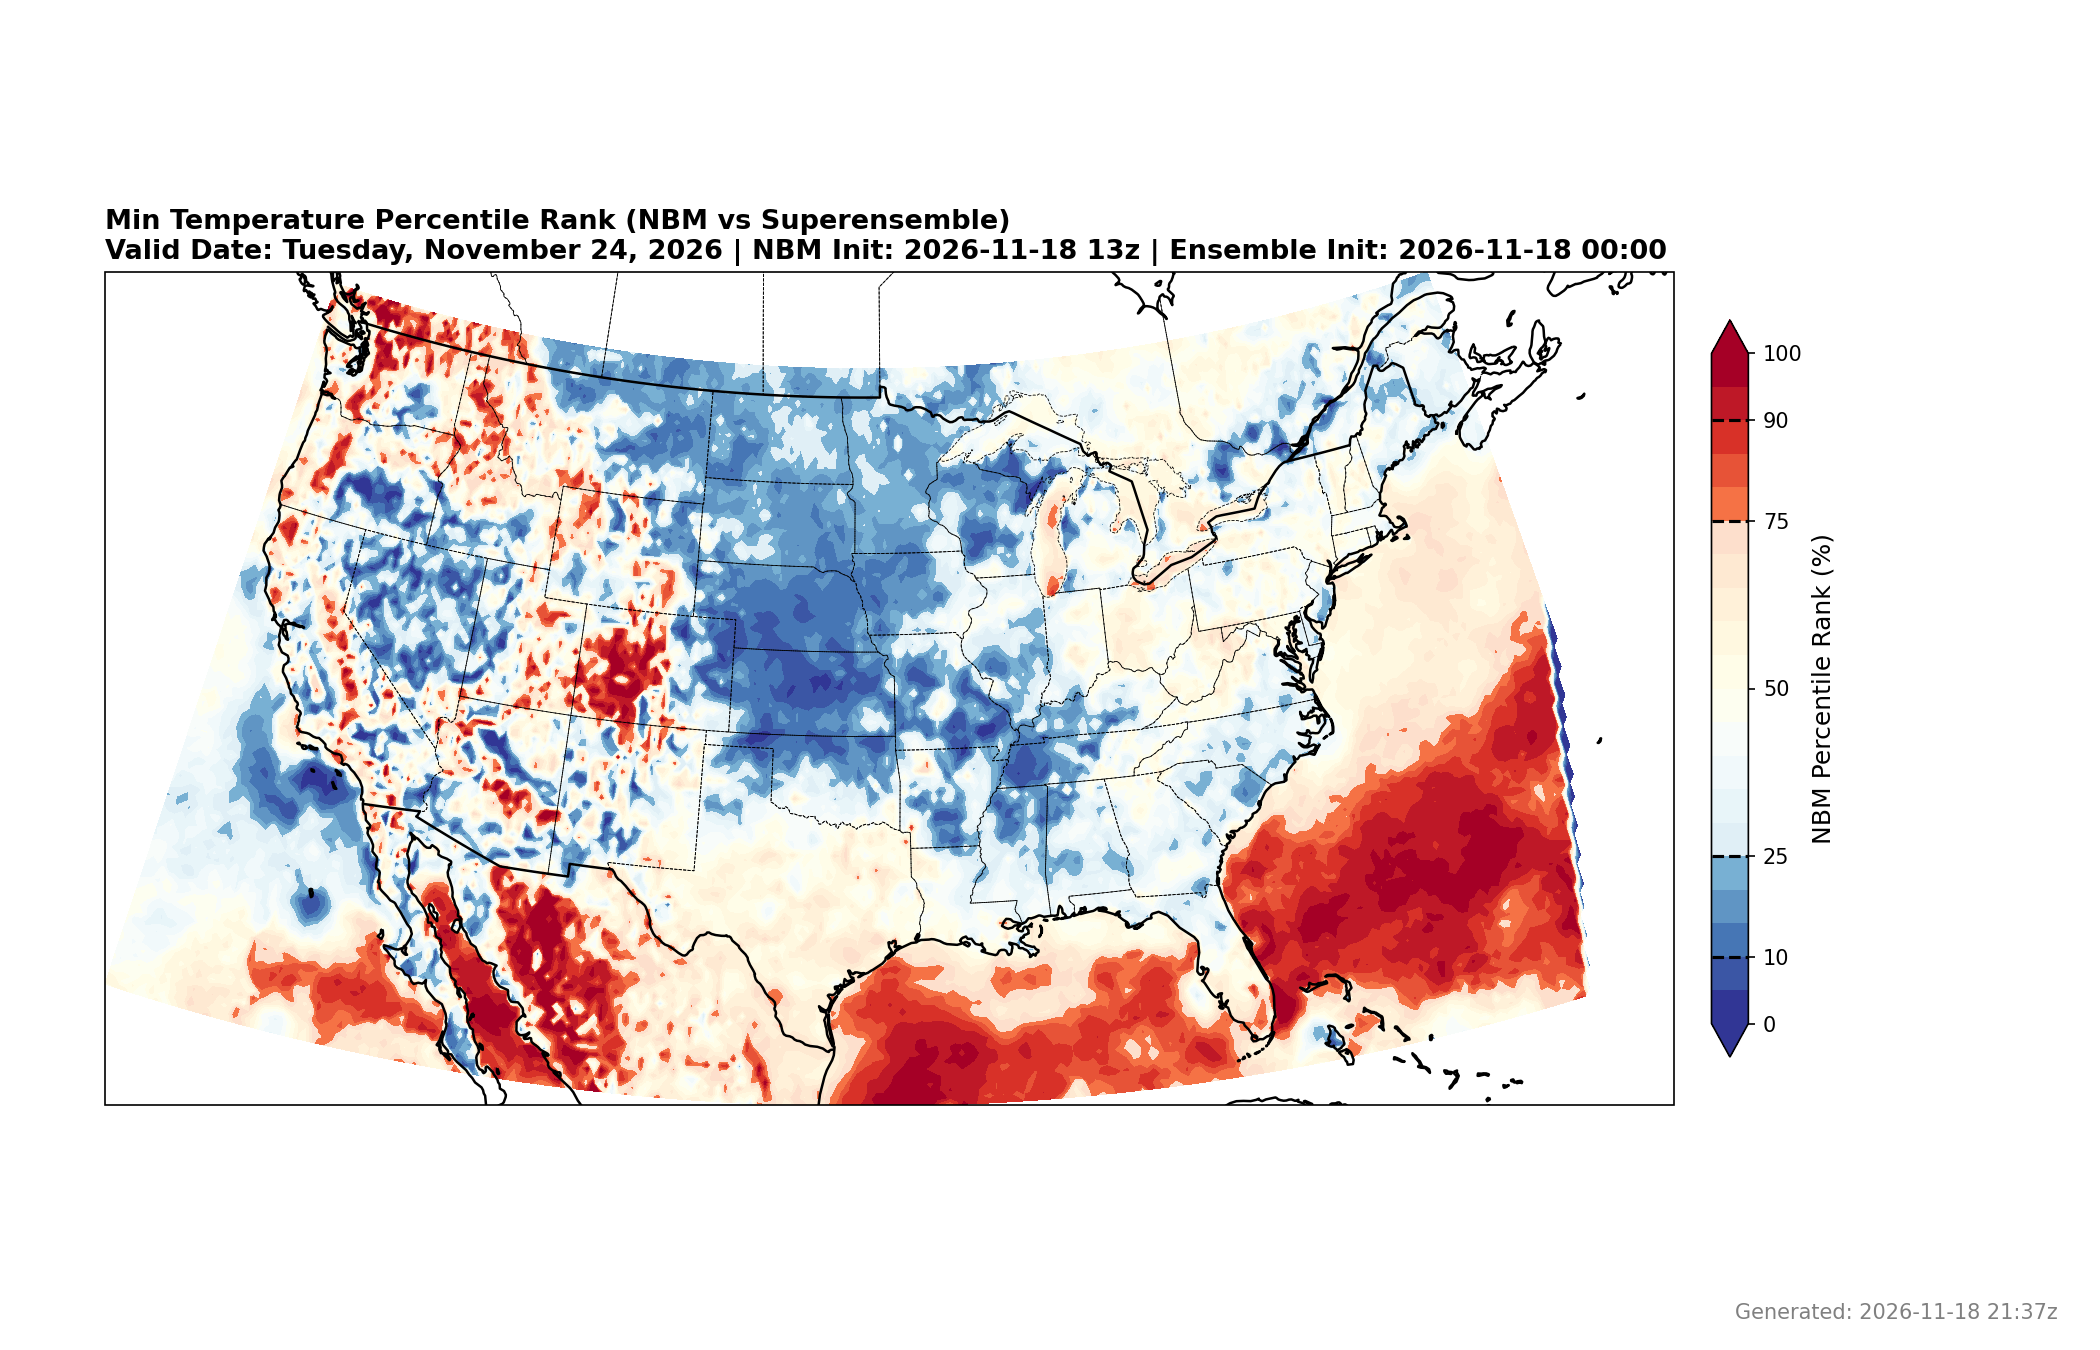 Min Temperature Percentile Rank (NBM vs Superensemble)
Valid Date: Tuesday, November 24, 2026 | NBM Init: 2026-11-18 13z | Ensemble Init: 2026-11-18 00:00
100
90
75
50
25
10
0
NBM Percentile Rank (%)
Generated: 2026-11-18 21:37z